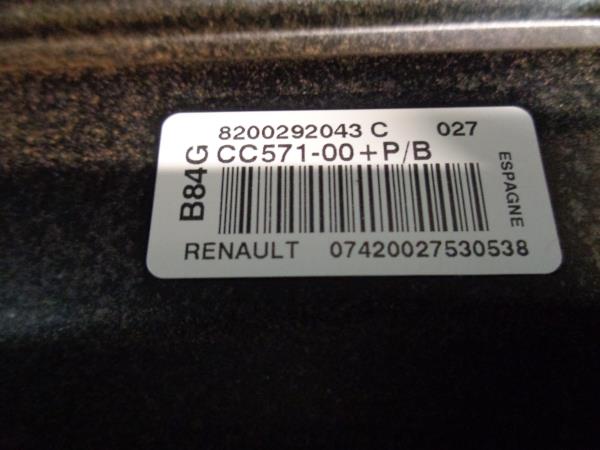 8200292043 C 027
B84G
CC571-00+P/B
ESPAGNE
RENAULT 07420027530538